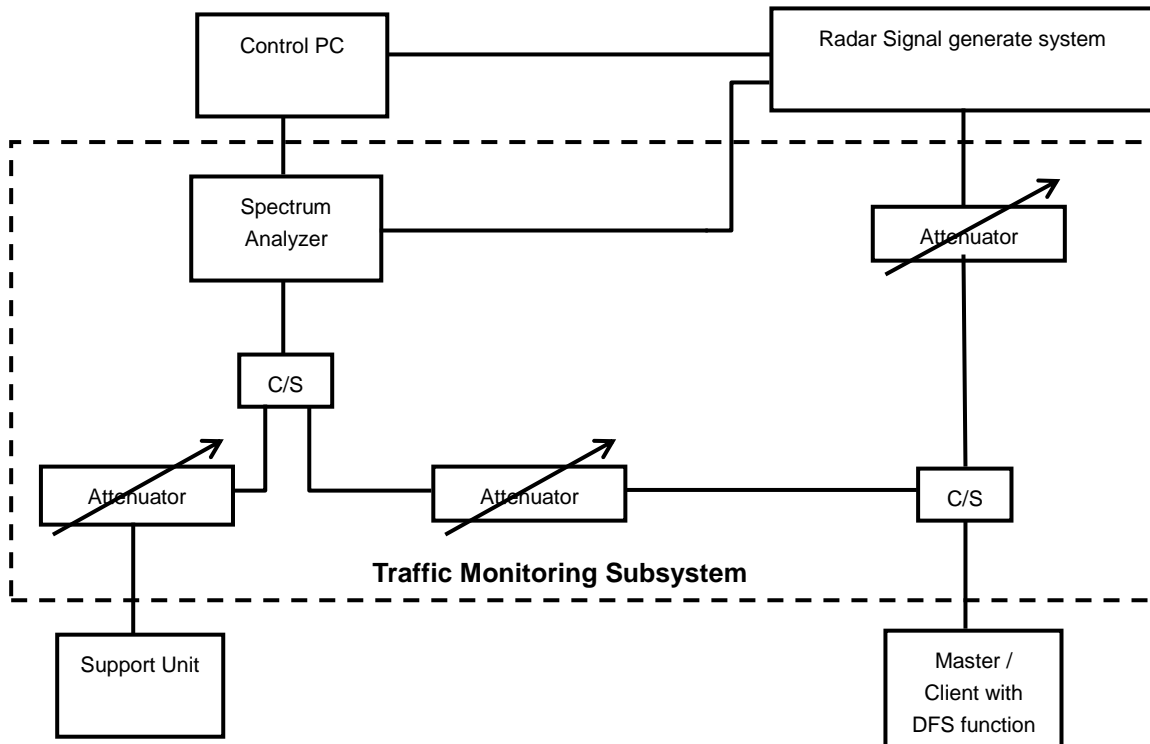 Control PC
Radar Signal generate system
Spectrum
Analyzer
Attenuator
C/S
Attenuator
Attenuator
C/S
Traffic Monitoring Subsystem
Support Unit
Master /
Client with
DFS function